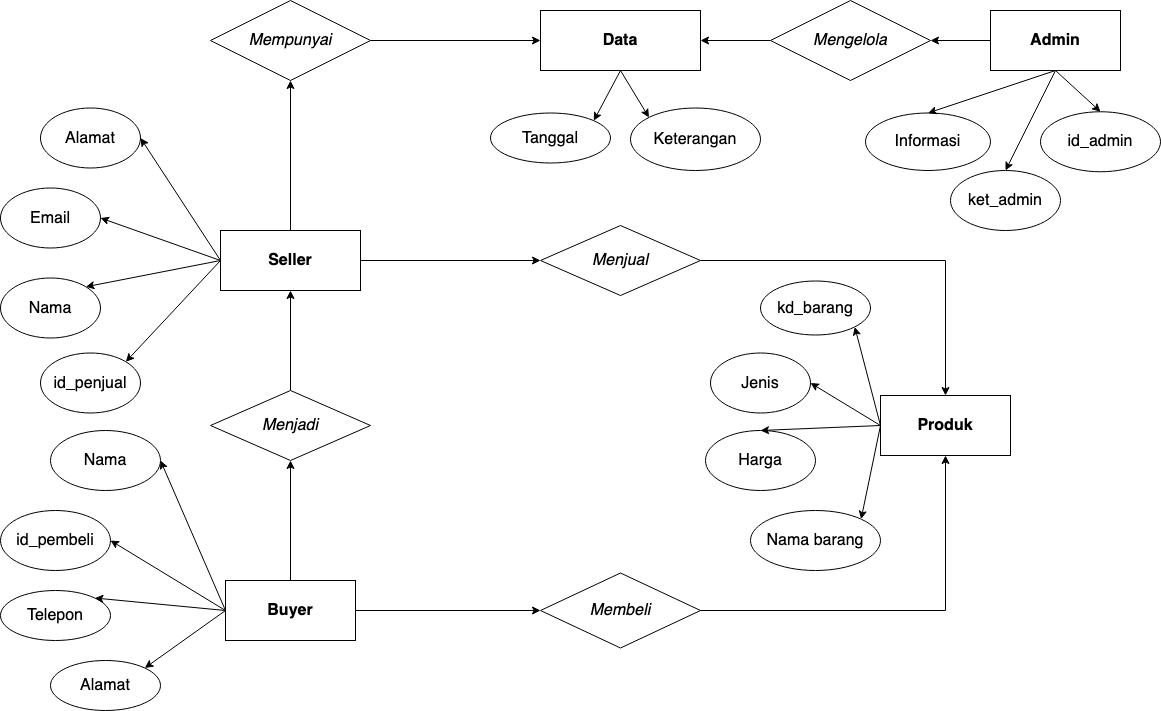 Mempunyai
Data
Mengelola
Admin
Tanggal
Keterangan
Informasi
id_admin
ket_admin
Alamat
Email
Nama
id_penjual
Seller
Menjual
kd_barang
Jenis
Harga
Nama barang
Produk
Menjadi
Nama
id_pembeli
Telepon
Alamat
Buyer
Membeli